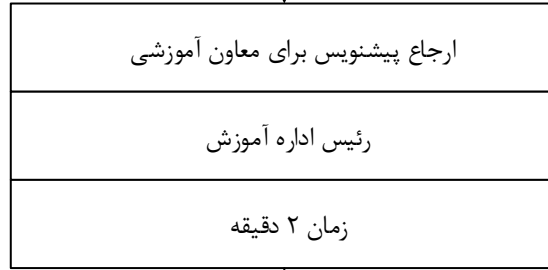 ارجاع پیشنویس برای معاون آموزشی
رئیس اداره آموزش
زمان ۲ دقیقه